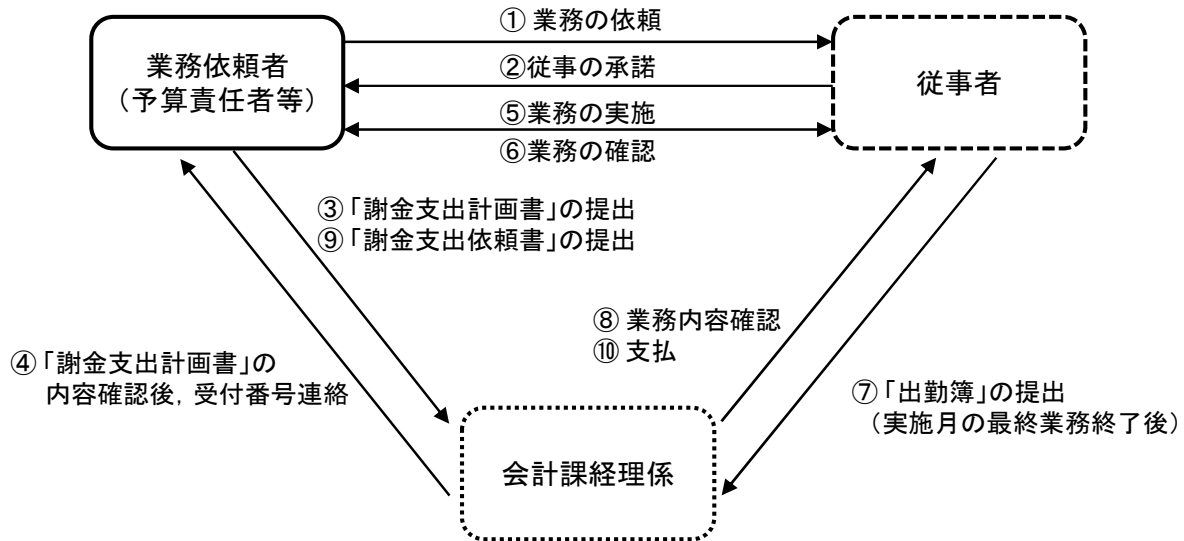 ① 業務の依頼
業務依頼者
（予算責任者等）
②従事の承諾
従事者
⑤業務の実施
⑥業務の確認
③「謝金支出計画書」の提出
⑨「謝金支出依頼書」の提出
⑧ 業務内容確認
⑩ 支払
④「謝金支出計画書」の
内容確認後，受付番号連絡
⑦「出勤簿」の提出
（実施月の最終業務終了後）
会計課経理係